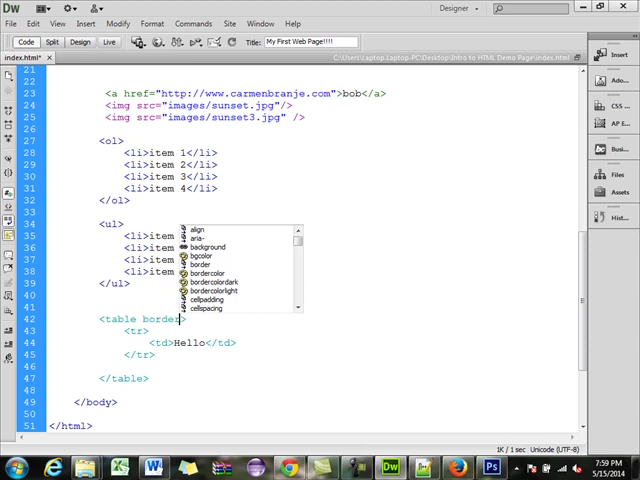 Dw
Designer
File Edit View Insert Modify Format Commands Site Window Help
Code Split Design Live Title: My First Web Page!!!!
index.html*
C:\Users\Laptop.Laptop-PC\Desktop\Intro to HTML Demo Page\index.html
21
22
23 <a href="http://www.carmenbranje.com">bob</a>
24 <img src="images/sunset.jpg"/>
25 <img src="images/sunset3.jpg" />
26
27 <ol>
28 <li>item 1</li>
29 <li>item 2</li>
30 <li>item 3</li>
31 <li>item 4</li>
32 </ol>
33
34 <ul>
35 <li>item
36 <li>item
37 <li>item
38 <li>item
39 </ul>
40
41
42 <table border>
43 <tr>
44 <td>Hello</td>
45 </tr>
46
47 </table>
48
49 </body>
50
51 </html>
align
aria-
background
bgcolor
border
bordercolor
bordercolordark
bordercolorlight
cellpadding
cellspacing
Insert
Ado...
CSS ...
AP E...
Busi...
Files
Assets
Hist...
1K / 1 sec Unicode (UTF-8)
Dw
Ps
7:59 PM
5/15/2014